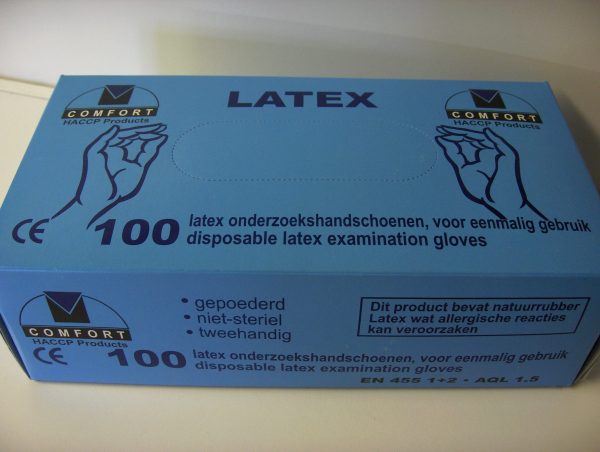 LATEX
COMFORT
HACCP Products
COMFORT
HACCP Products
CE 100 latex onderzoekshandschoenen, voor eenmalig gebruik
disposable latex examination gloves
COMFORT
HACCP Products
• gepoederd
• niet-steriel
• tweehandig
Dit product bevat natuurrubber
Latex wat allergische reacties
kan veroorzaken
CE 100 latex onderzoekshandschoenen, voor eenmalig gebruik
disposable latex examination gloves
EN 455 1+2 • AQL 1.5